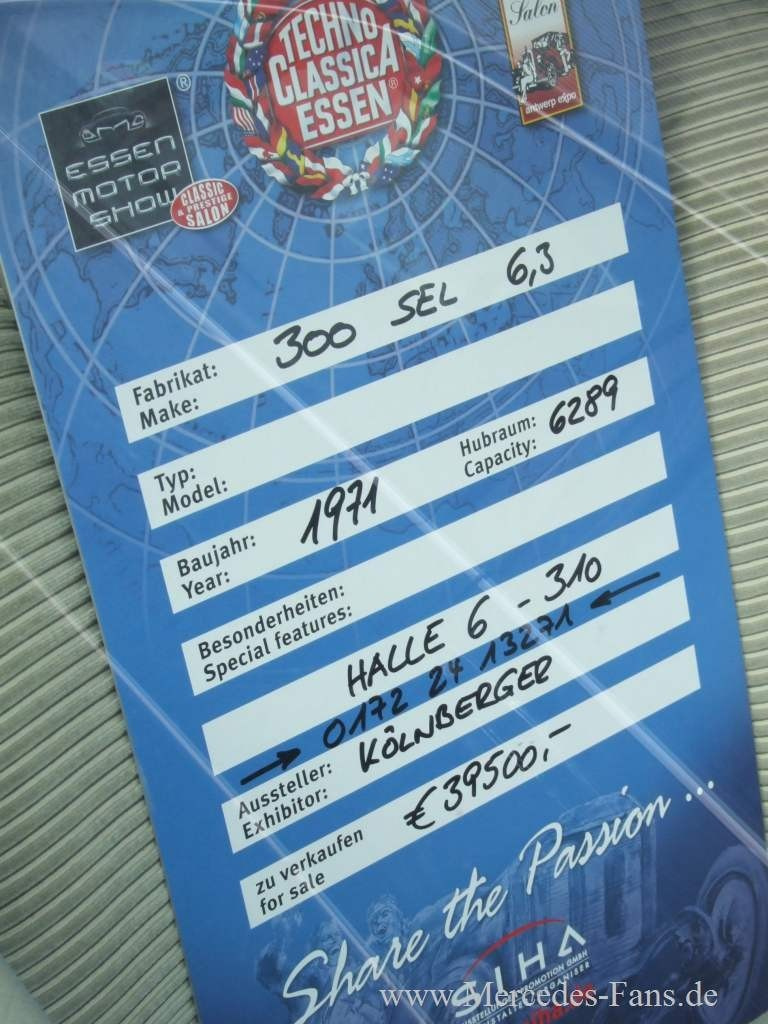 TECHNO
CLASSICA
ESSEN®
Salon
antwerp expo
ESSEN
MOTOR
SHOW
®
CLASSIC
& PRESTIGE
SALON
Fabrikat: 300 SEL 6,3
Make:
Typ:
Model:
Baujahr: 1971 Hubraum: 6289
Year: Capacity:
Besonderheiten:
Special features:
HALLE 6 - 310
→ 0172 24 13271 ←
Aussteller: KÖLNBERGER
Exhibitor:
zu verkaufen € 39500,-
for sale
Share the Passion ...
SIHA
www.Mercedes-Fans.de